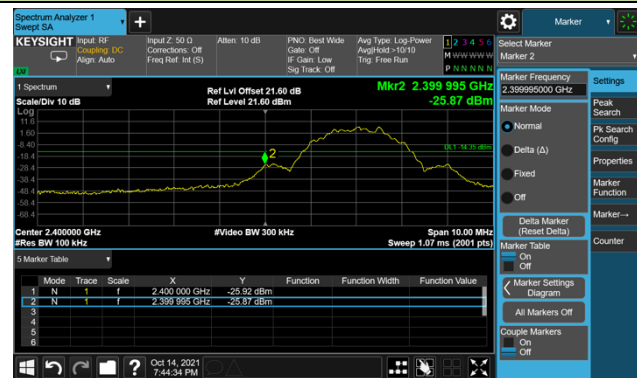 Spectrum Analyzer 1
Swept SA
Marker
KEYSIGHT
Input: RF
Coupling: DC
Align: Auto
Input Z: 50 Ω
Corrections: Off
Freq Ref: Int (S)
Atten: 10 dB
PNO: Best Wide
Gate: Off
IF Gain: Low
Sig Track: Off
Avg Type: Log-Power
Avg|Hold:>10/10
Trig: Free Run
1 2 3 4 5 6
M W W W W W
P N N N N N
LXI
Select Marker
Marker 2
1 Spectrum
Scale/Div 10 dB
Ref Lvl Offset 21.60 dB
Ref Level 21.60 dBm
Mkr2 2.399 995 GHz
-25.87 dBm
Log
11.6
1.60
-8.40
-18.4
-28.4
-38.4
-48.4
-58.4
-68.4
2
DL1 -14.35 dBm
Center 2.400000 GHz
#Res BW 100 kHz
#Video BW 300 kHz
Span 10.00 MHz
Sweep 1.07 ms (2001 pts)
5 Marker Table
Mode Trace Scale X Y Function Function Width Function Value
1 N 1 f 2.400 000 GHz -25.92 dBm
2 N 1 f 2.399 995 GHz -25.87 dBm
3
4
5
6
Marker Frequency
2.399995000 GHz
Marker Mode
Normal
Delta (Δ)
Fixed
Off
Delta Marker
(Reset Delta)
Marker Table
On
Off
Marker Settings
Diagram
All Markers Off
Couple Markers
On
Off
Settings
Peak
Search
Pk Search
Config
Properties
Marker
Function
Marker→
Counter
Oct 14, 2021
7:44:34 PM